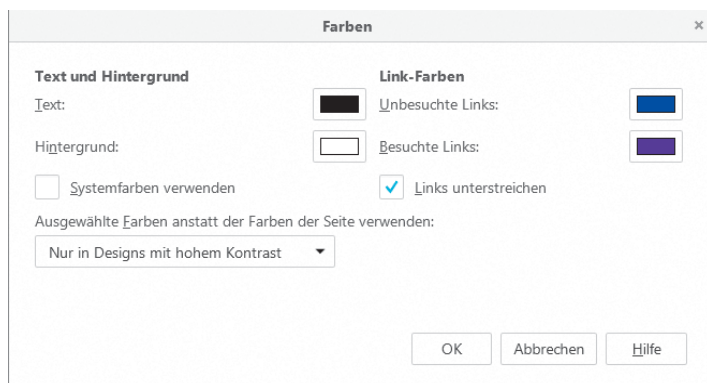 Farben
Text und Hintergrund
Text:
Hintergrund:
Systemfarben verwenden
Link-Farben
Unbesuchte Links:
Besuchte Links:
Links unterstreichen
Ausgewählte Farben anstatt der Farben der Seite verwenden:
Nur in Designs mit hohem Kontrast
OK Abbrechen Hilfe